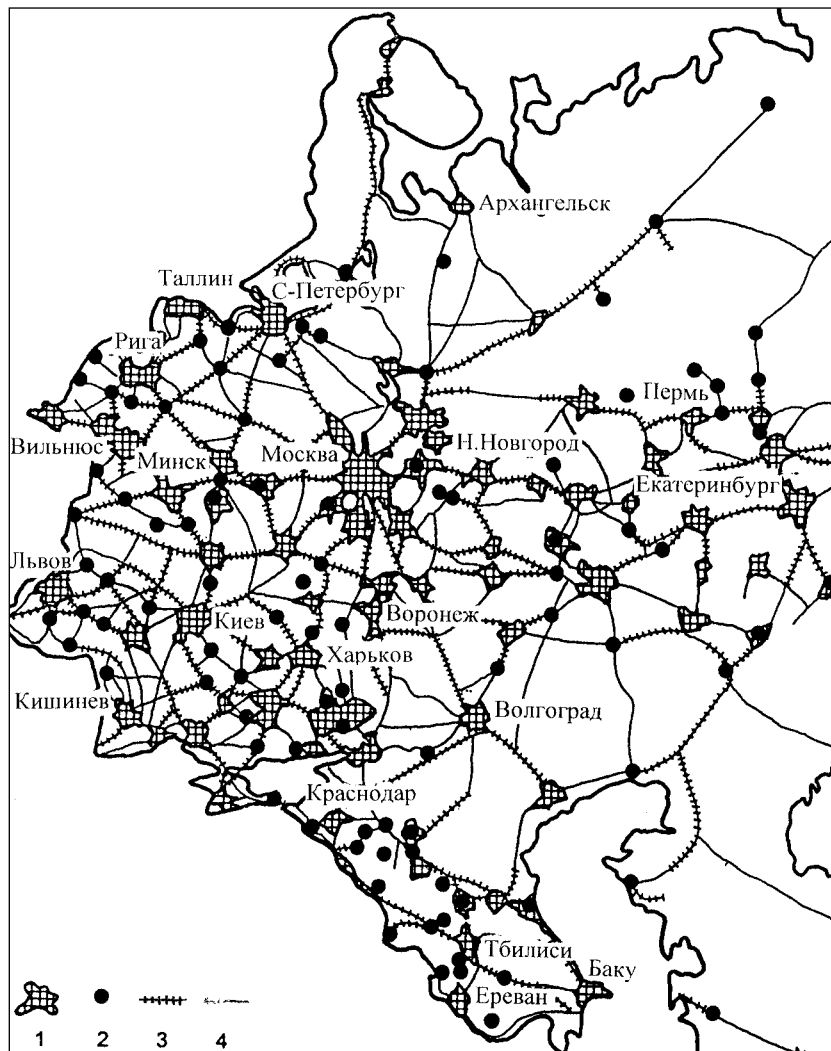 Архангельск
Таллин
С-Петербург
Рига
Пермь
Вильнюс
Минск
Москва
Н.Новгород
Екатеринбург
Львов
Киев
Воронеж
Харьков
Кишинев
Волгоград
Краснодар
Тбилиси
Баку
Ереван
1 2 3 4